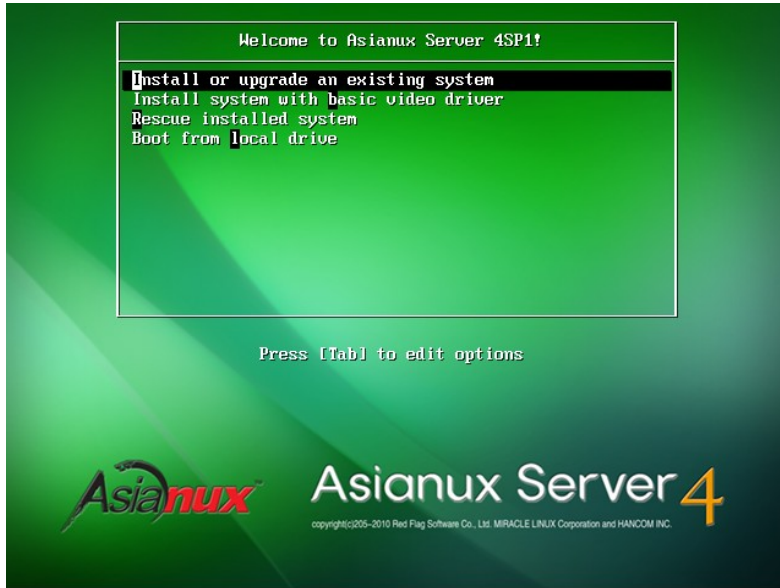 Welcome to Asianux Server 4SP1!
Install or upgrade an existing system
Install system with basic video driver
Rescue installed system
Boot from local drive
Press [Tab] to edit options
Asianux™
Asianux Server 4
copyright(c)205-2010 Red Flag Software Co., Ltd. MIRACLE LINUX Corporation and HANCOM INC.